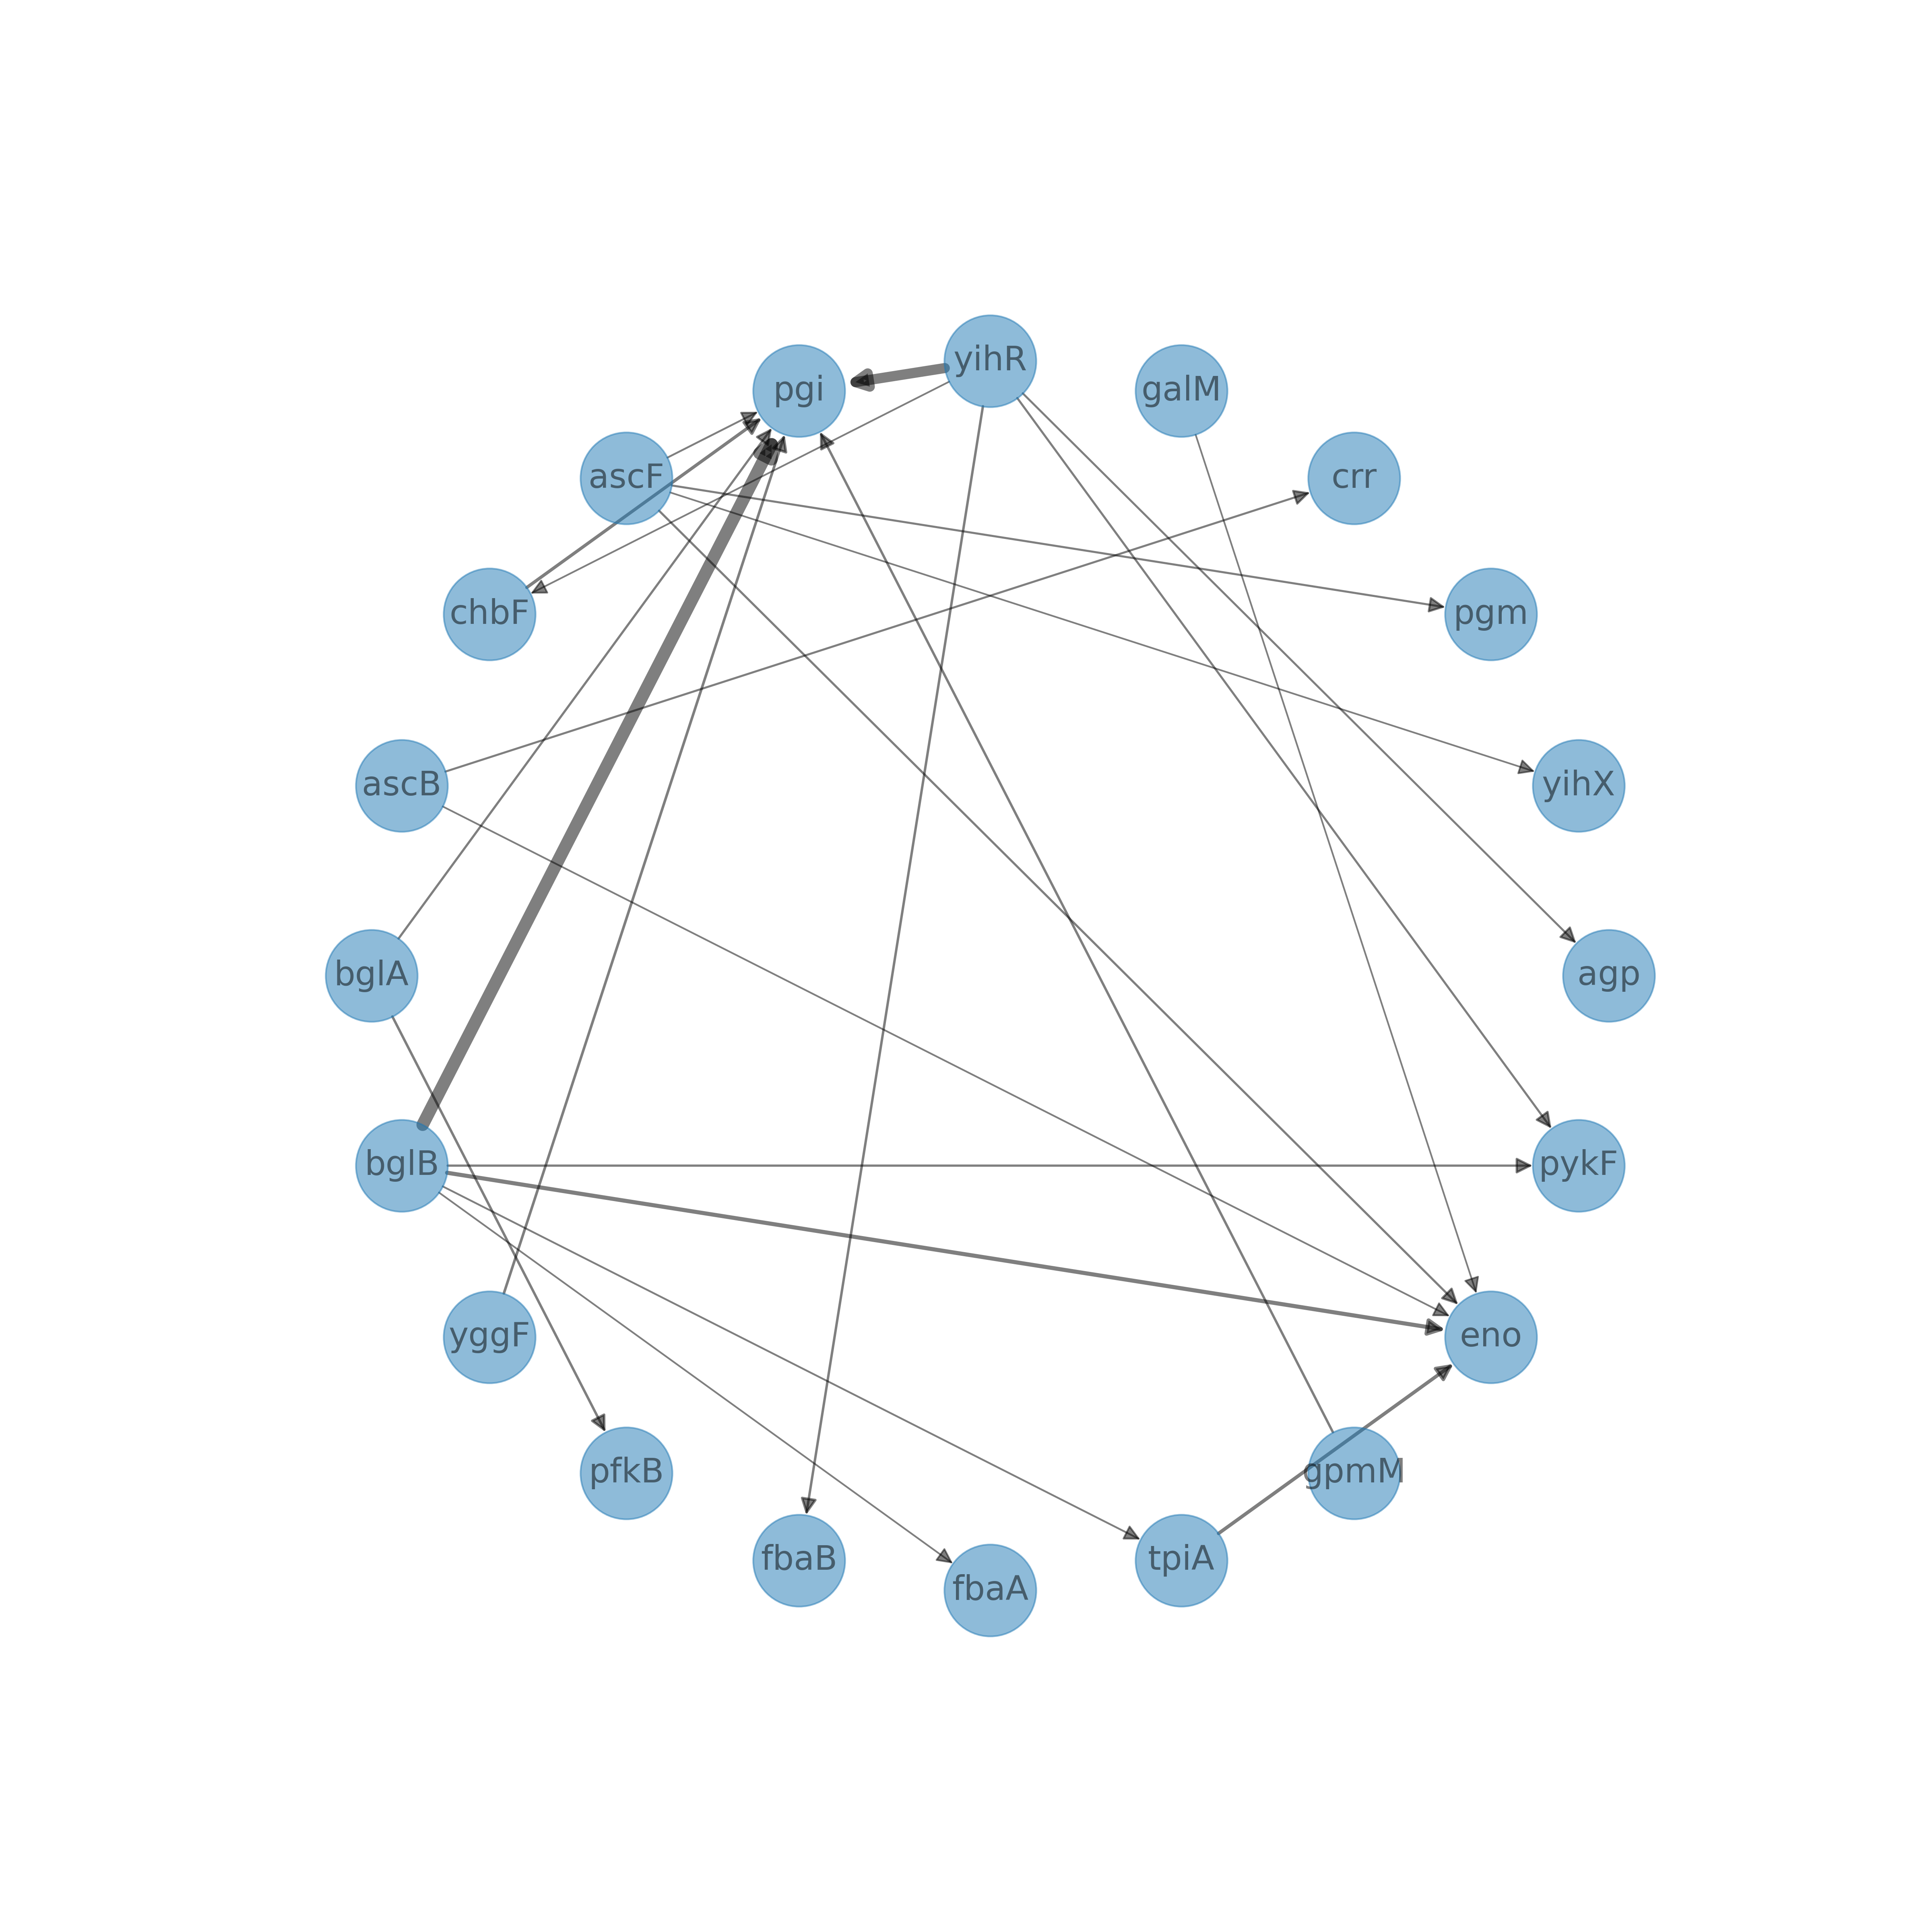 yihR
pgi
galM
ascF
crr
chbF
pgm
ascB
yihX
bglA
agp
bglB
pykF
yggF
eno
pfkB
gpmM
fbaB
tpiA
fbaA